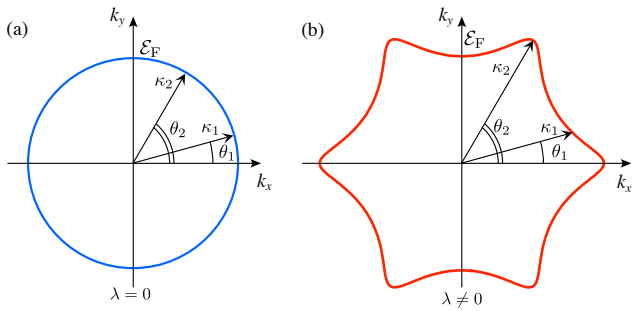 (a)
k_y
ℰ_F
κ_2
κ_1
θ_2
θ_1
k_x
λ = 0
(b)
k_y
ℰ_F
κ_2
κ_1
θ_2
θ_1
k_x
λ ≠ 0